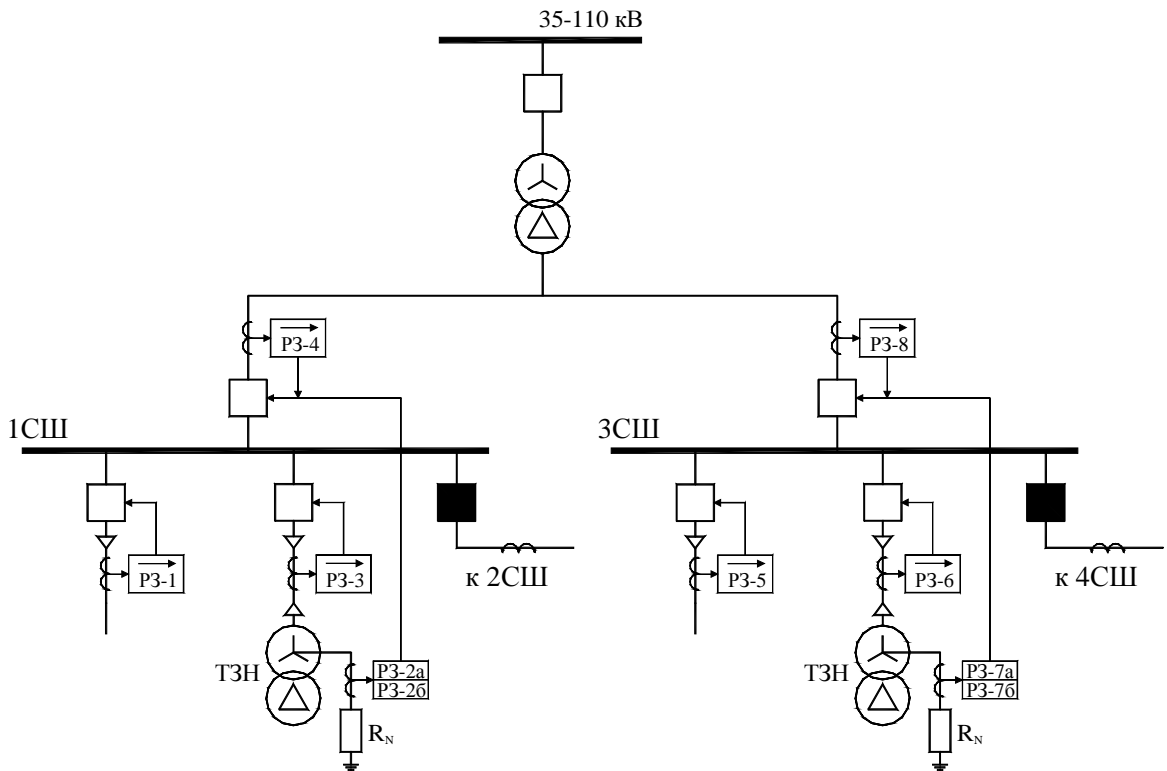 35-110 кВ
РЗ-4
РЗ-8
1СШ
3СШ
РЗ-1
РЗ-3
к 2СШ
РЗ-5
РЗ-6
к 4СШ
ТЗН
РЗ-2а
РЗ-2б
ТЗН
РЗ-7а
РЗ-7б
R_N
R_N